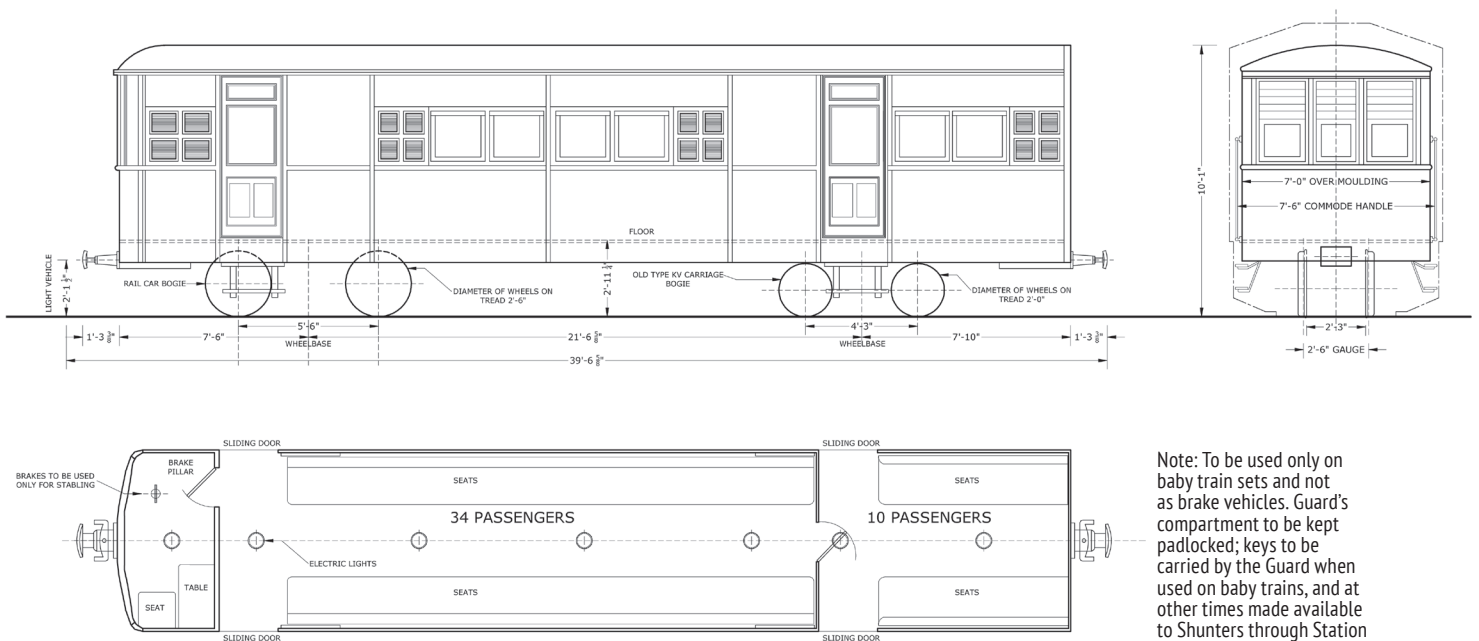 FLOOR
10'-1"
7'-0" OVER MOULDING
7'-6" COMMODE HANDLE
LIGHT VEHICLE
2'-1 1/2"
RAIL CAR BOGIE
DIAMETER OF WHEELS ON
TREAD 2'-6"
2'-11 1/4"
OLD TYPE KV CARRIAGE
BOGIE
DIAMETER OF WHEELS ON
TREAD 2'-0"
1'-3 3/8"
7'-6"
5'-6"
WHEELBASE
21'-6 5/8"
4'-3"
WHEELBASE
7'-10"
1'-3 3/8"
39'-6 5/8"
2'-3"
2'-6" GAUGE
SLIDING DOOR
SLIDING DOOR
BRAKES TO BE USED
ONLY FOR STABLING
BRAKE
PILLAR
SEATS
SEATS
34 PASSENGERS
10 PASSENGERS
ELECTRIC LIGHTS
TABLE
SEAT
SEATS
SEATS
SLIDING DOOR
SLIDING DOOR
Note: To be used only on
baby train sets and not
as brake vehicles. Guard's
compartment to be kept
padlocked; keys to be
carried by the Guard when
used on baby trains, and at
other times made available
to Shunters through Station